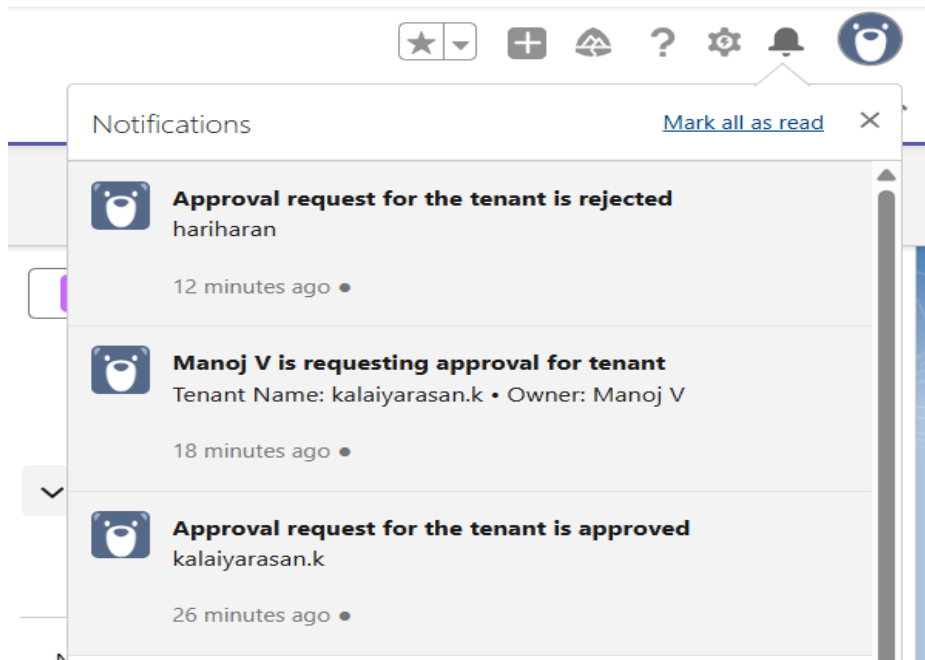 Notifications
Mark all as read
Approval request for the tenant is rejected
hariharan
12 minutes ago •
Manoj V is requesting approval for tenant
Tenant Name: kalaiyarasan.k • Owner: Manoj V
18 minutes ago •
Approval request for the tenant is approved
kalaiyarasan.k
26 minutes ago •